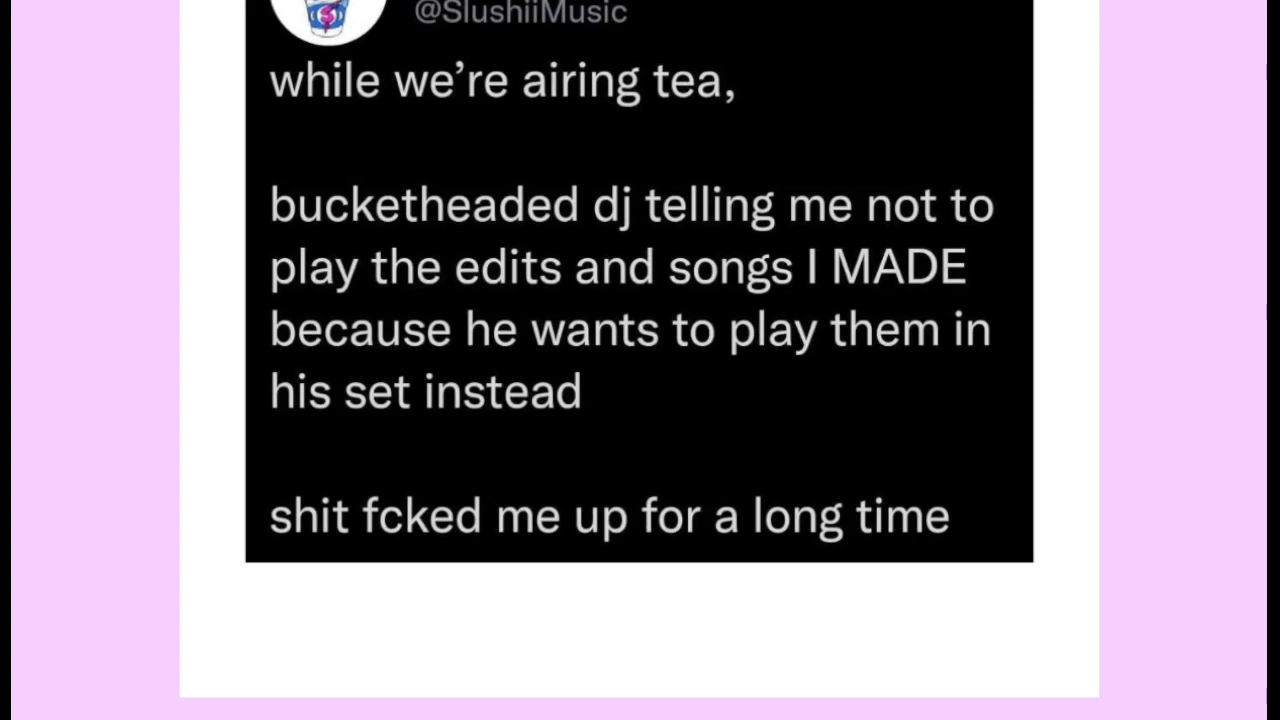 @SlushiiMusic
while we’re airing tea,
bucketheaded dj telling me not to
play the edits and songs I MADE
because he wants to play them in
his set instead
shit fcked me up for a long time